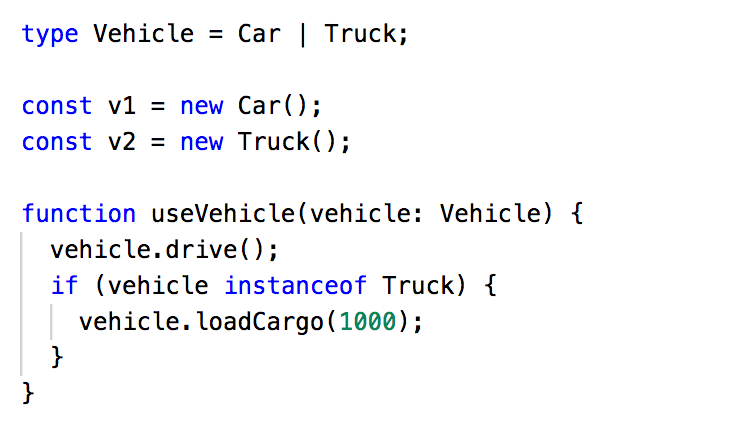 type Vehicle = Car | Truck;

const v1 = new Car();
const v2 = new Truck();

function useVehicle(vehicle: Vehicle) {
  vehicle.drive();
  if (vehicle instanceof Truck) {
    vehicle.loadCargo(1000);
  }
}